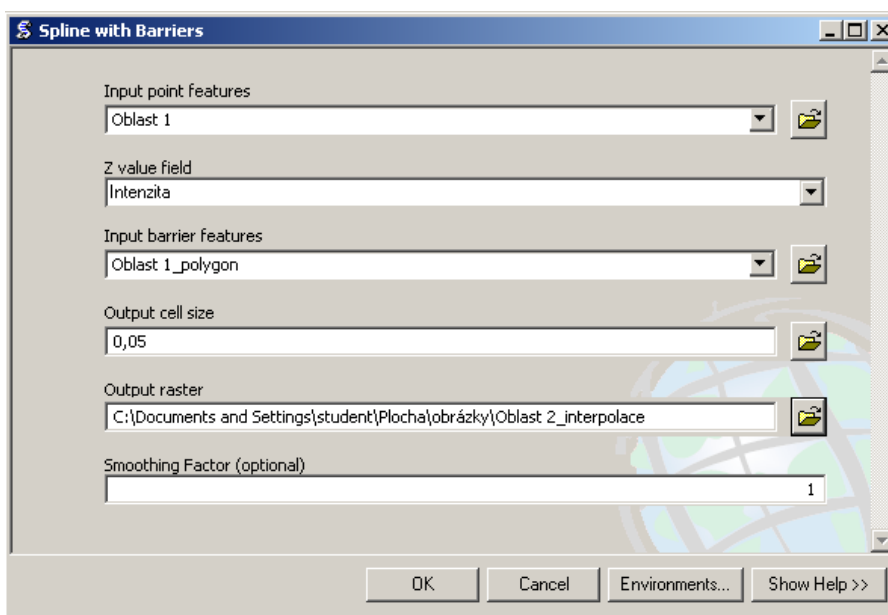 Spline with Barriers
Input point features
Oblast 1
Z value field
Intenzita
Input barrier features
Oblast 1_polygon
Output cell size
0,05
Output raster
C:\Documents and Settings\student\Plocha\obrázky\Oblast 2_interpolace
Smoothing Factor (optional)
1
OK Cancel Environments... Show Help >>